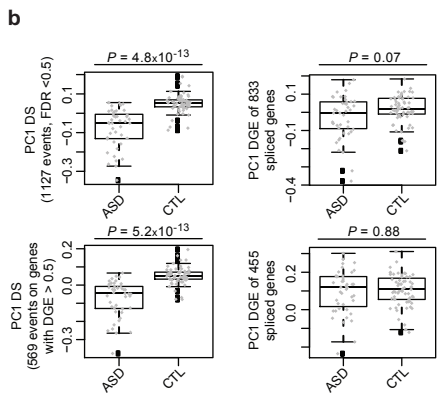 b
P = 4.8x10-13
PC1 DS
(1127 events, FDR <0.5)
0.1
−0.1
−0.3
ASD
CTL
P = 0.07
PC1 DGE of 833
spliced genes
0.1
−0.1
−0.4
ASD
CTL
P = 5.2x10-13
PC1 DS
(569 events on genes
with DGE > 0.5)
0.2
0.0
−0.3
ASD
CTL
P = 0.88
PC1 DGE of 455
spliced genes
0.2
0.0
ASD
CTL